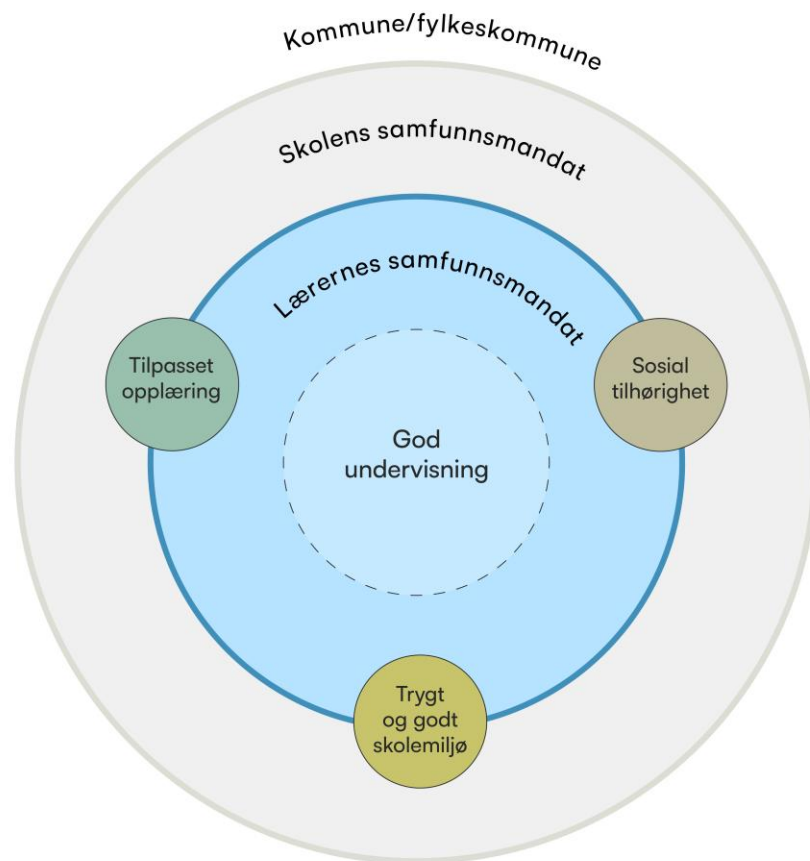 Kommune/fylkeskommune
Skolens samfunnsmandat
Lærernes samfunnsmandat
Tilpasset
opplæring
Sosial
tilhørighet
God
undervisning
Trygt
og godt
skolemiljø